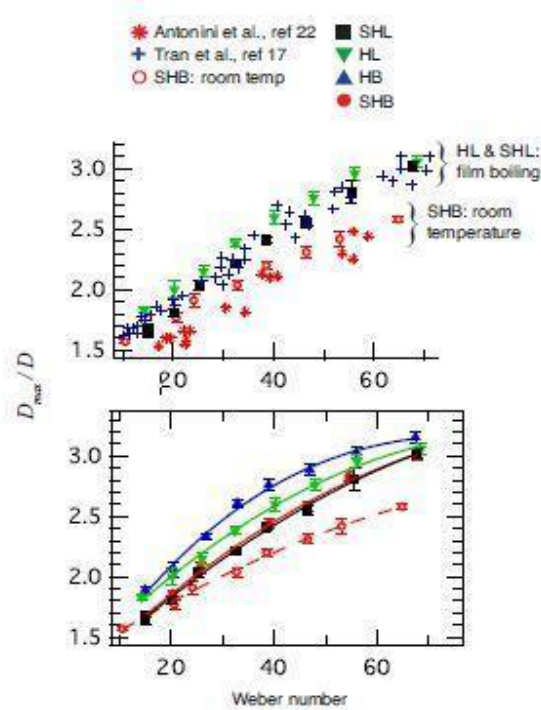 Antonini et al., ref 22
Tran et al., ref 17
SHB: room temp
SHL
HL
HB
SHB
3.0
2.5
2.0
1.5
20
40
60
HL & SHL:
film boiling
SHB: room
temperature
D_max / D
3.0
2.5
2.0
1.5
20
40
60
Weber number